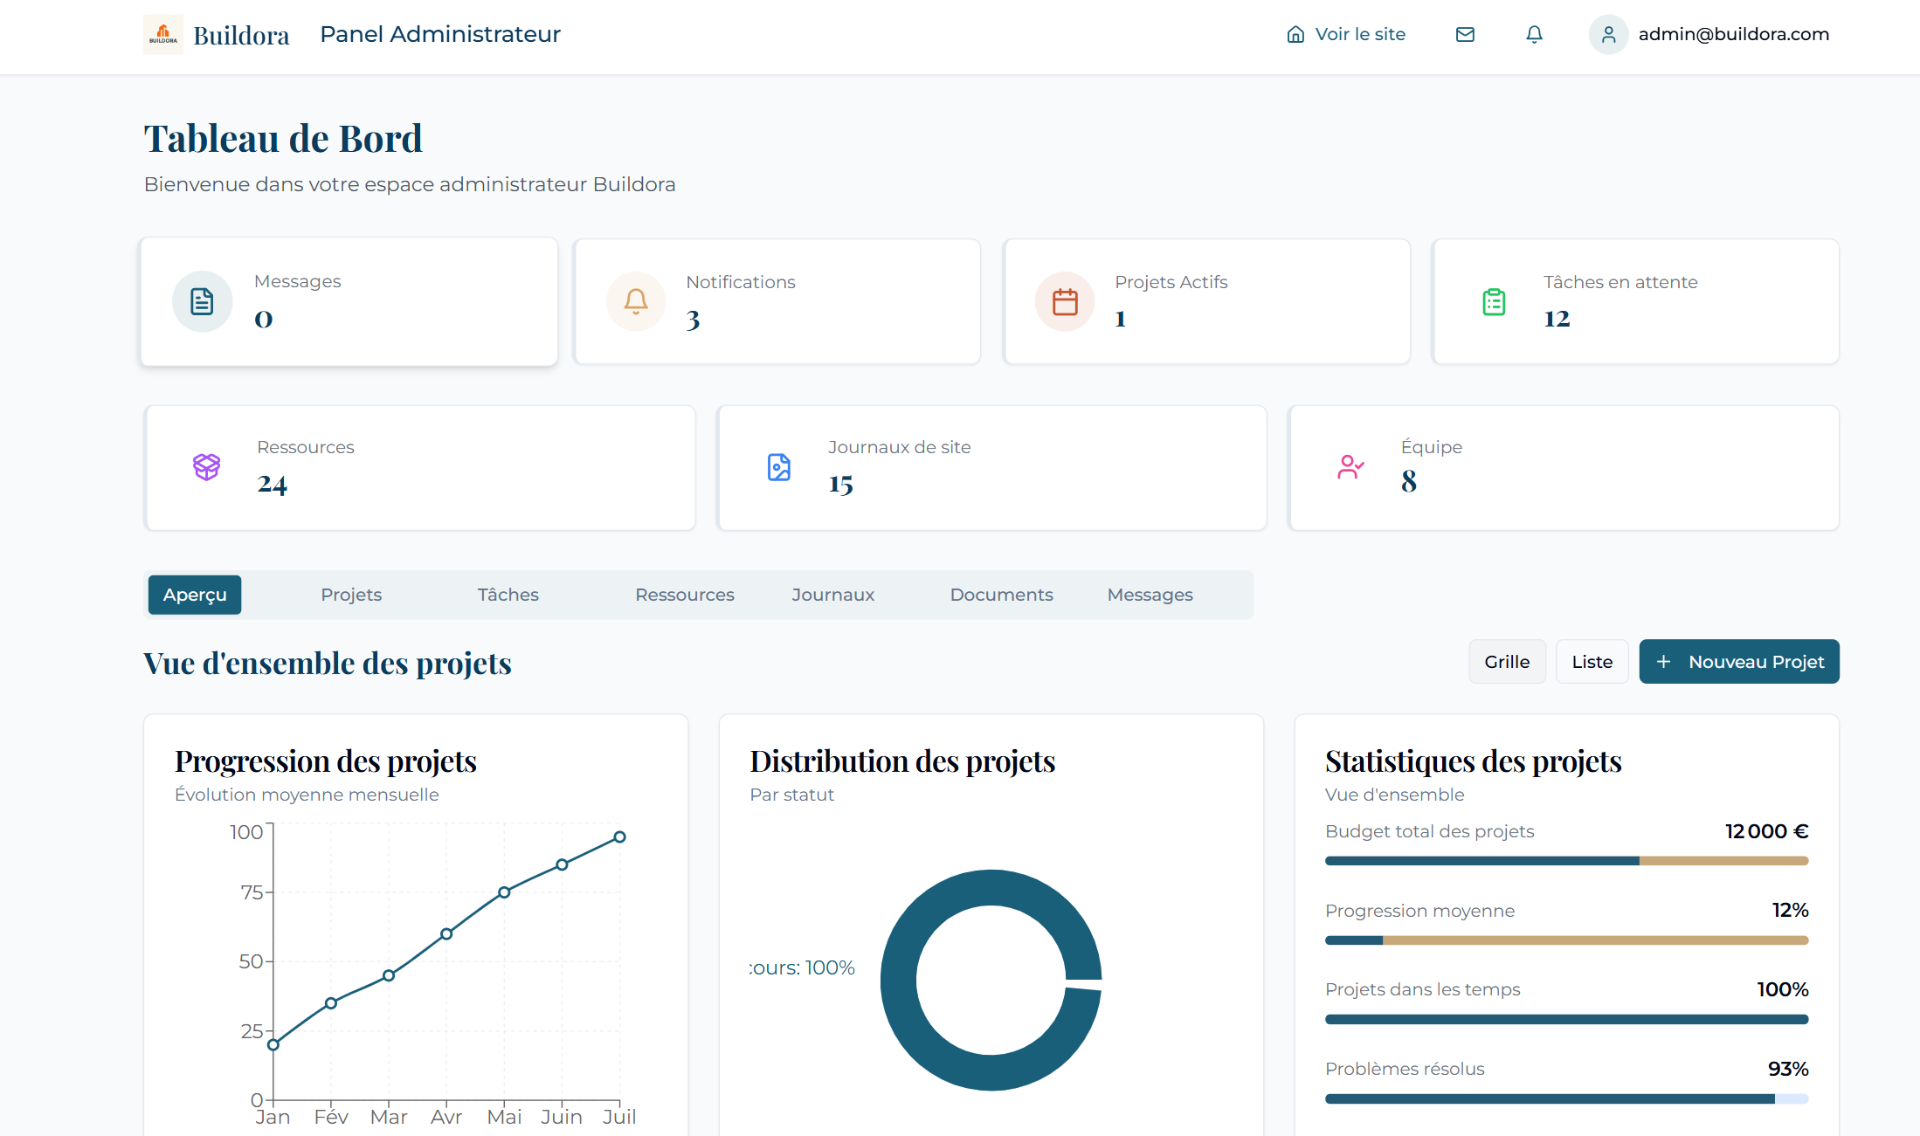 BUILDORA
Buildora
Panel Administrateur
Voir le site
admin@buildora.com
Tableau de Bord
Bienvenue dans votre espace administrateur Buildora
Messages
0
Notifications
3
Projets Actifs
1
Tâches en attente
12
Ressources
24
Journaux de site
15
Équipe
8
Aperçu
Projets
Tâches
Ressources
Journaux
Documents
Messages
Vue d'ensemble des projets
Grille
Liste
+ Nouveau Projet
Progression des projets
Évolution moyenne mensuelle
100
75
50
25
0
Jan Fév Mar Avr Mai Juin Juil
Distribution des projets
Par statut
cours: 100%
Statistiques des projets
Vue d'ensemble
Budget total des projets
12 000 €
Progression moyenne
12%
Projets dans les temps
100%
Problèmes résolus
93%